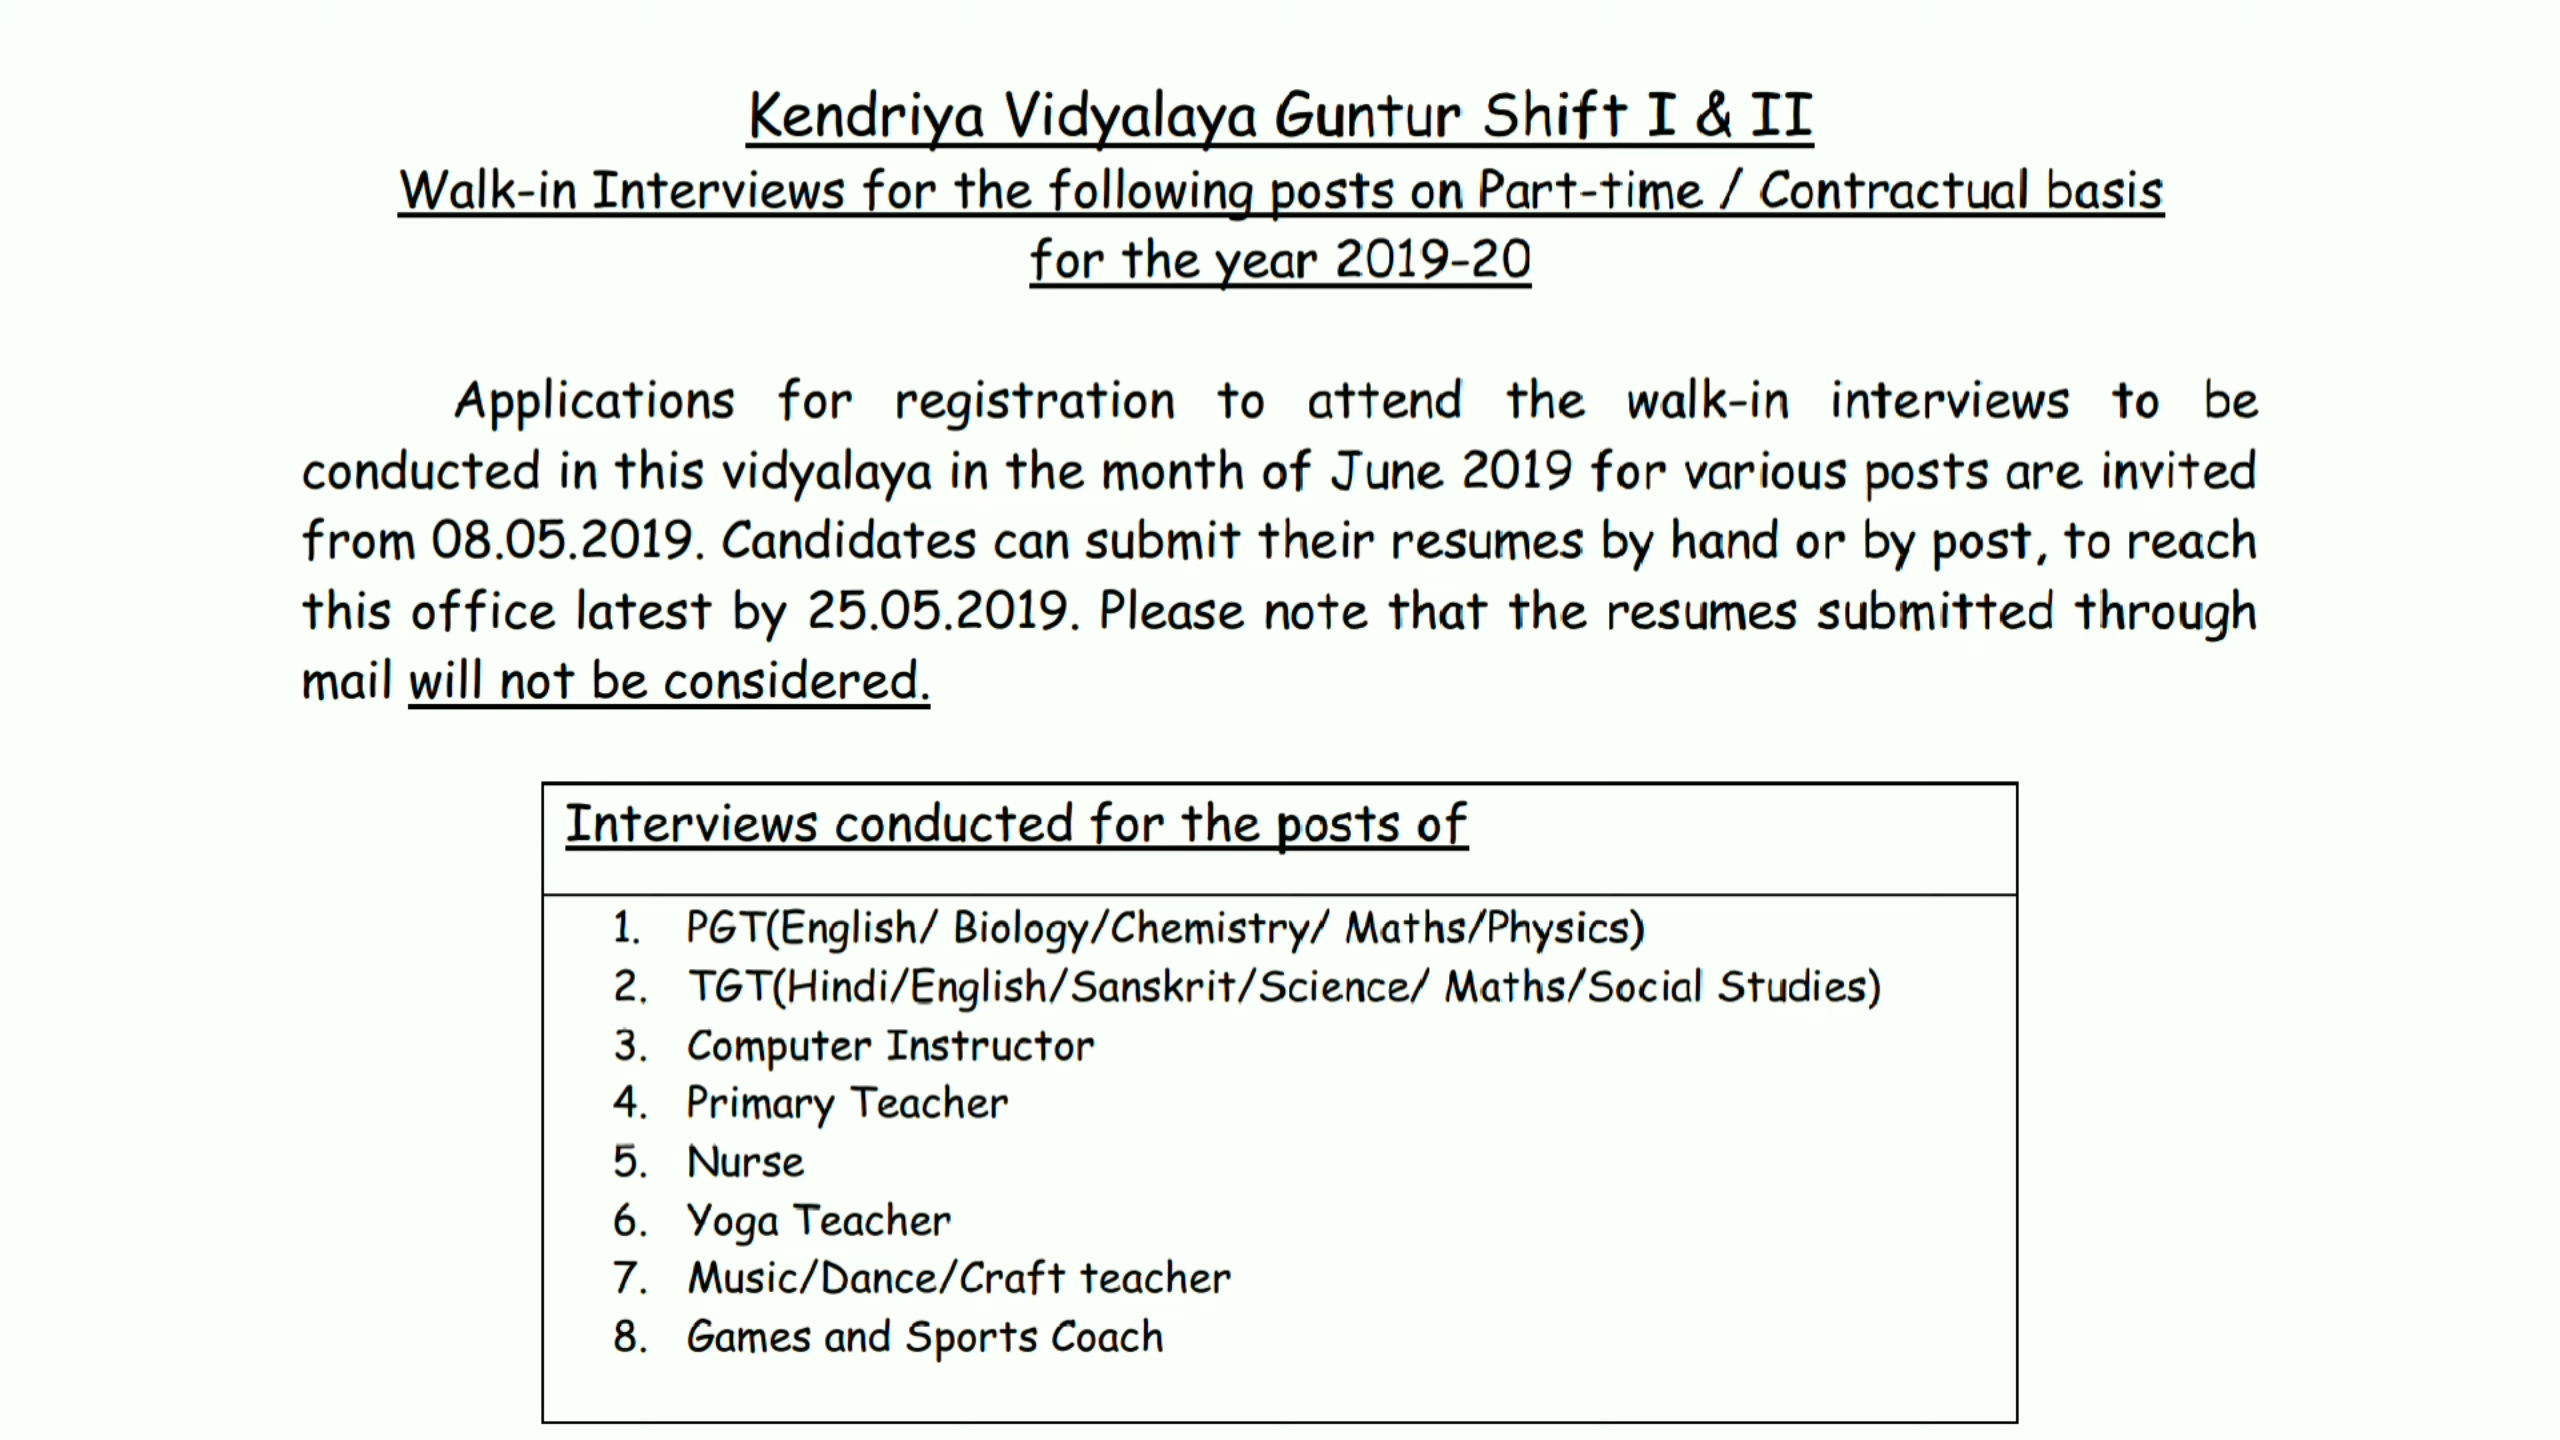 Kendriya Vidyalaya Guntur Shift I & II
Walk-in Interviews for the following posts on Part-time / Contractual basis
for the year 2019-20
Applications for registration to attend the walk-in interviews to be
conducted in this vidyalaya in the month of June 2019 for various posts are invited
from 08.05.2019. Candidates can submit their resumes by hand or by post, to reach
this office latest by 25.05.2019. Please note that the resumes submitted through
mail will not be considered.
Interviews conducted for the posts of
1. PGT(English/ Biology/Chemistry/ Maths/Physics)
2. TGT(Hindi/English/Sanskrit/Science/ Maths/Social Studies)
3. Computer Instructor
4. Primary Teacher
5. Nurse
6. Yoga Teacher
7. Music/Dance/Craft teacher
8. Games and Sports Coach